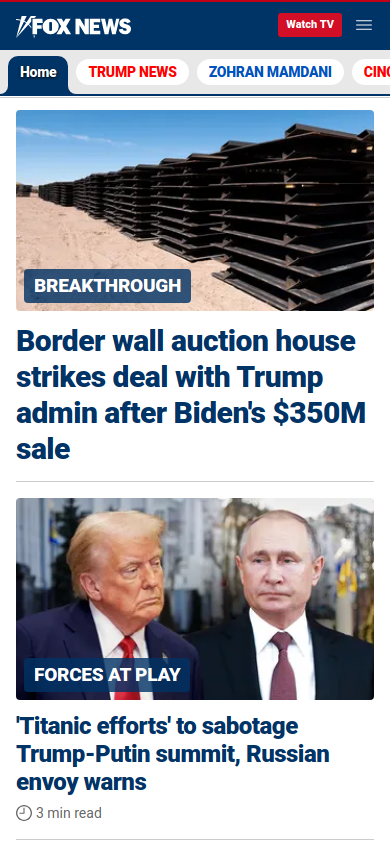 FOX NEWS
Watch TV
Home
TRUMP NEWS
ZOHRAN MAMDANI
CINC
BREAKTHROUGH
Border wall auction house
strikes deal with Trump
admin after Biden's $350M
sale
FORCES AT PLAY
'Titanic efforts' to sabotage
Trump-Putin summit, Russian
envoy warns
3 min read